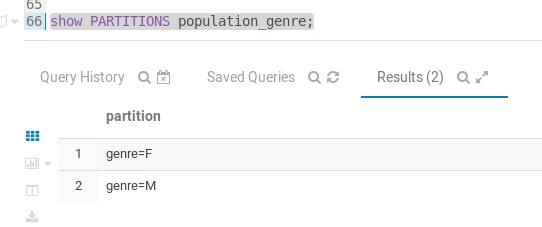 65
66 show PARTITIONS population_genre;
Query History Saved Queries Results (2)
partition
1 genre=F
2 genre=M